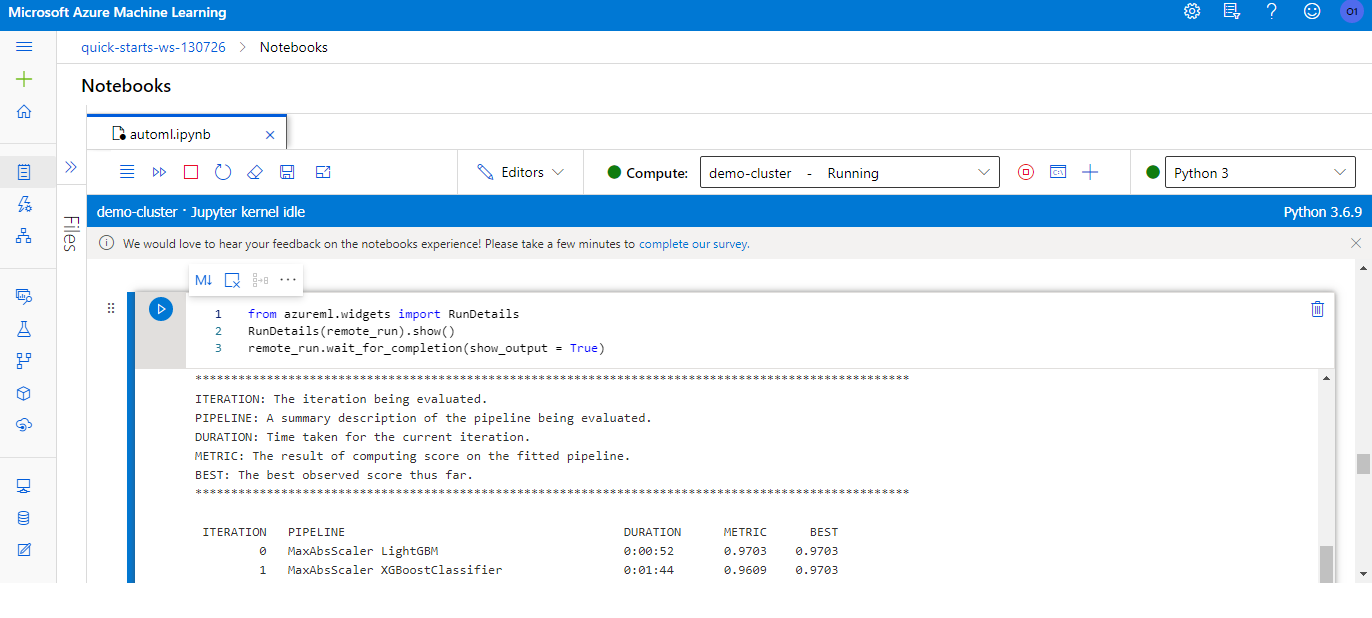 Microsoft Azure Machine Learning
O1
quick-starts-ws-130726 > Notebooks
Notebooks
automl.ipynb
Editors
Compute: demo-cluster - Running
Python 3
demo-cluster · Jupyter kernel idle
Python 3.6.9
Files
We would love to hear your feedback on the notebooks experience! Please take a few minutes to complete our survey.
M↓
1 from azureml.widgets import RunDetails
2 RunDetails(remote_run).show()
3 remote_run.wait_for_completion(show_output = True)
****************************************************************************************************
ITERATION: The iteration being evaluated.
PIPELINE: A summary description of the pipeline being evaluated.
DURATION: Time taken for the current iteration.
METRIC: The result of computing score on the fitted pipeline.
BEST: The best observed score thus far.
****************************************************************************************************
ITERATION PIPELINE DURATION METRIC BEST
0 MaxAbsScaler LightGBM 0:00:52 0.9703 0.9703
1 MaxAbsScaler XGBoostClassifier 0:01:44 0.9609 0.9703